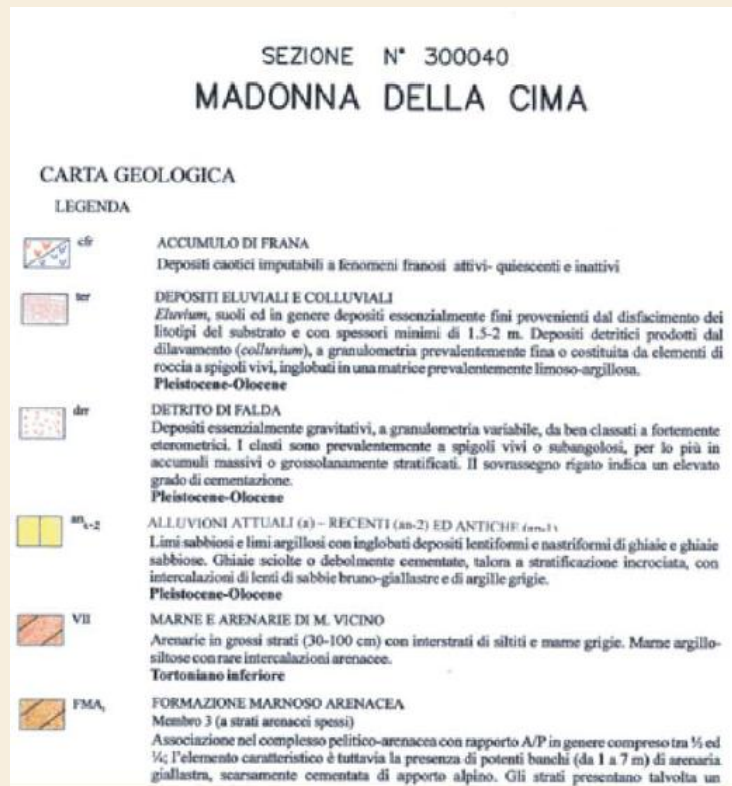 SEZIONE N° 300040
MADONNA DELLA CIMA
CARTA GEOLOGICA
LEGENDA
cfr
ACCUMULO DI FRANA
Depositi caotici imputabili a fenomeni franosi attivi- quiescenti e inattivi
ter
DEPOSITI ELUVIALI E COLLUVIALI
Eluvium, suoli ed in genere depositi essenzialmente fini provenienti dal disfacimento dei
litotipi del substrato e con spessori minimi di 1.5-2 m. Depositi detritici prodotti dal
dilavamento (colluvium), a granulometria prevalentemente fina o costituita da elementi di
roccia a spigoli vivi, inglobati in una matrice prevalentemente limoso-argillosa.
Pleistocene-Olocene
drr
DETRITO DI FALDA
Depositi essenzialmente gravitativi, a granulometria variabile, da ben classati a fortemente
eterometrici. I clasti sono prevalentemente a spigoli vivi o subangolosi, per lo più in
accumuli massivi o grossolanamente stratificati. Il sovrassegno rigato indica un elevato
grado di cementazione.
Pleistocene-Olocene
ALLUVIONI ATTUALI (a) – RECENTI (an-2) ED ANTICHE (an-1)
Limi sabbiosi e limi argillosi con inglobati depositi lentiformi e nastriformi di ghiaie e ghiaie
sabbiose. Ghiaie sciolte o debolmente cementate, talora a stratificazione incrociata, con
intercalazioni di lenti di sabbie bruno-giallastre e di argille grigie.
Pleistocene-Olocene
MARNE E ARENARIE DI M. VICINO
Arenarie in grossi strati (30-100 cm) con interstrati di siltiti e marne grigie. Marne argillo-
siltose con rare intercalazioni arenacee.
Tortoniano inferiore
FMA,
FORMAZIONE MARNOSO ARENACEA
Membro 3 (a strati arenacei spessi)
Associazione nel complesso pelitico-arenacea con rapporto A/P in genere compreso tra ½ ed
¼; l'elemento caratteristico è tuttavia la presenza di potenti banchi (da 1 a 7 m) di arenaria
giallastra, scarsamente cementata di apporto alpino. Gli strati presentano talvolta un